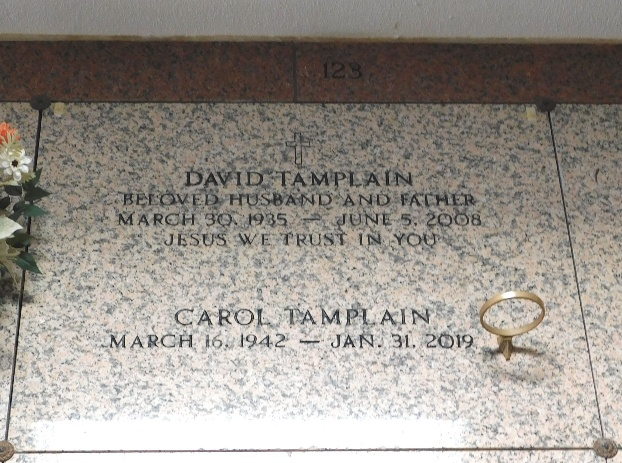 123
DAVID TAMPLAIN
BELOVED HUSBAND AND FATHER
MARCH 30, 1935 — JUNE 5, 2008
JESUS WE TRUST IN YOU
CAROL TAMPLAIN
MARCH 16, 1942 — JAN. 31, 2019